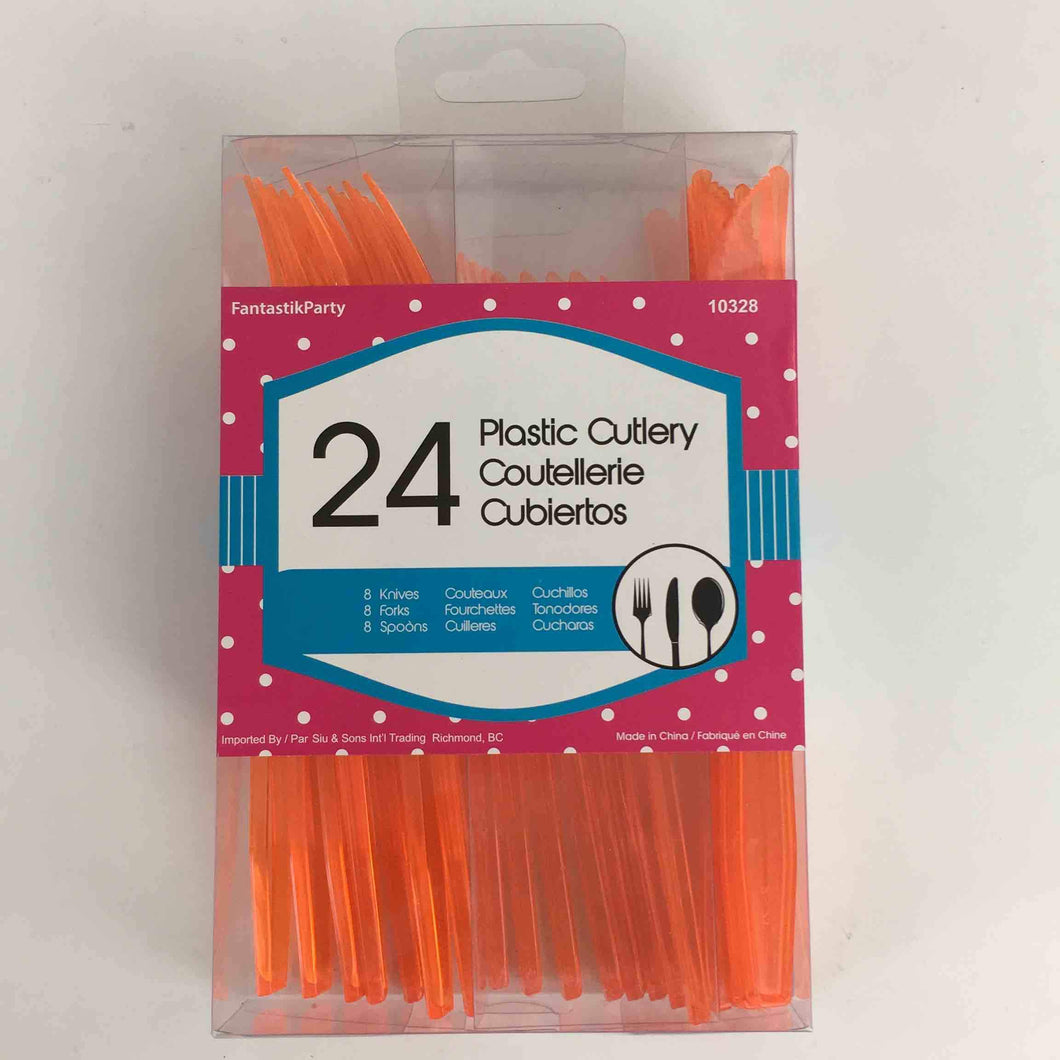 FantastikParty 10328
24 Plastic Cutlery
Coutellerie
Cubiertos
8 Knives Couteaux Cuchillos
8 Forks Fourchettes Tonodores
8 Spoòns Cuilleres Cucharas
Imported By / Par Siu & Sons Int'l Trading Richmond, BC Made in China / Fabriqué en Chine